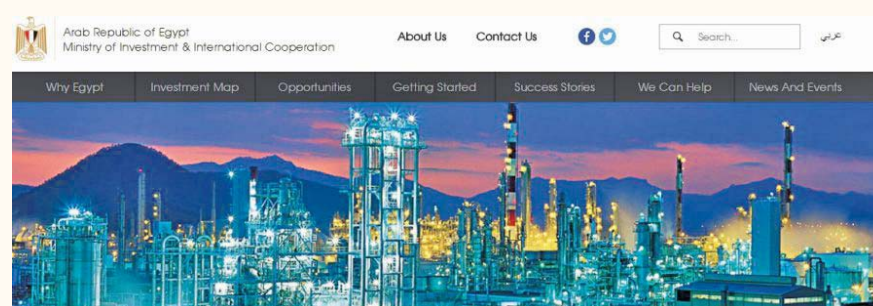 Arab Republic of Egypt
Ministry of Investment & International Cooperation
About Us
Contact Us
Search...
عربي
Why Egypt
Investment Map
Opportunities
Getting Started
Success Stories
We Can Help
News And Events